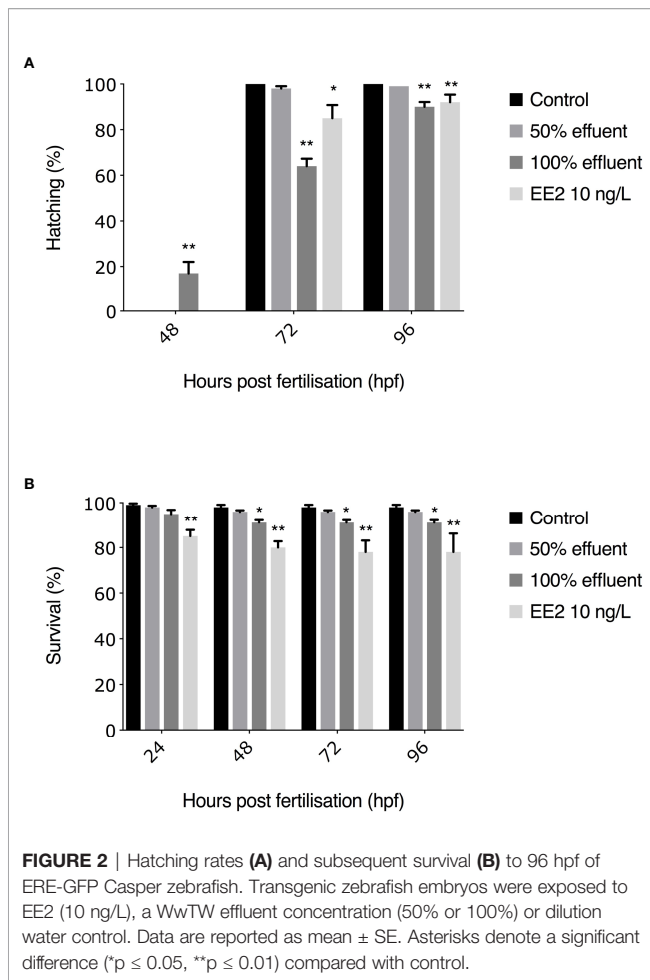 A
100
80
60
40
20
0
Hatching (%)
**
**
*
**
**
48
72
96
Hours post fertilisation (hpf)
Control
50% effuent
100% effluent
EE2 10 ng/L
B
100
80
60
40
20
0
Survival (%)
**
*
**
*
**
*
**
24
48
72
96
Hours post fertilisation (hpf)
Control
50% effuent
100% effluent
EE2 10 ng/L
FIGURE 2 | Hatching rates (A) and subsequent survival (B) to 96 hpf of
ERE-GFP Casper zebrafish. Transgenic zebrafish embryos were exposed to
EE2 (10 ng/L), a WwTW effluent concentration (50% or 100%) or dilution
water control. Data are reported as mean ± SE. Asterisks denote a significant
difference (*p ≤ 0.05, **p ≤ 0.01) compared with control.